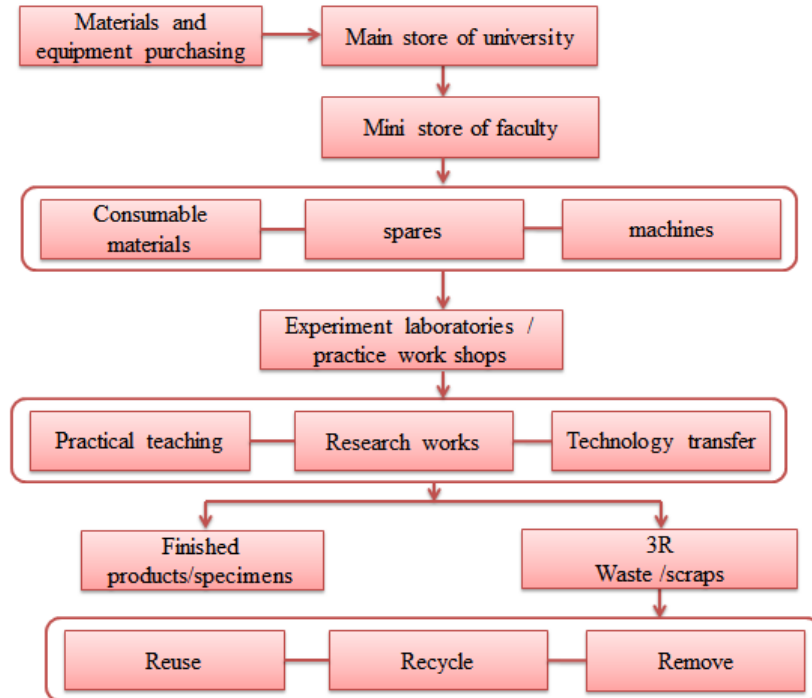 Materials and
equipment purchasing
Main store of university
Mini store of faculty
Consumable
materials
spares
machines
Experiment laboratories /
practice work shops
Practical teaching
Research works
Technology transfer
Finished
products/specimens
3R
Waste /scraps
Reuse
Recycle
Remove